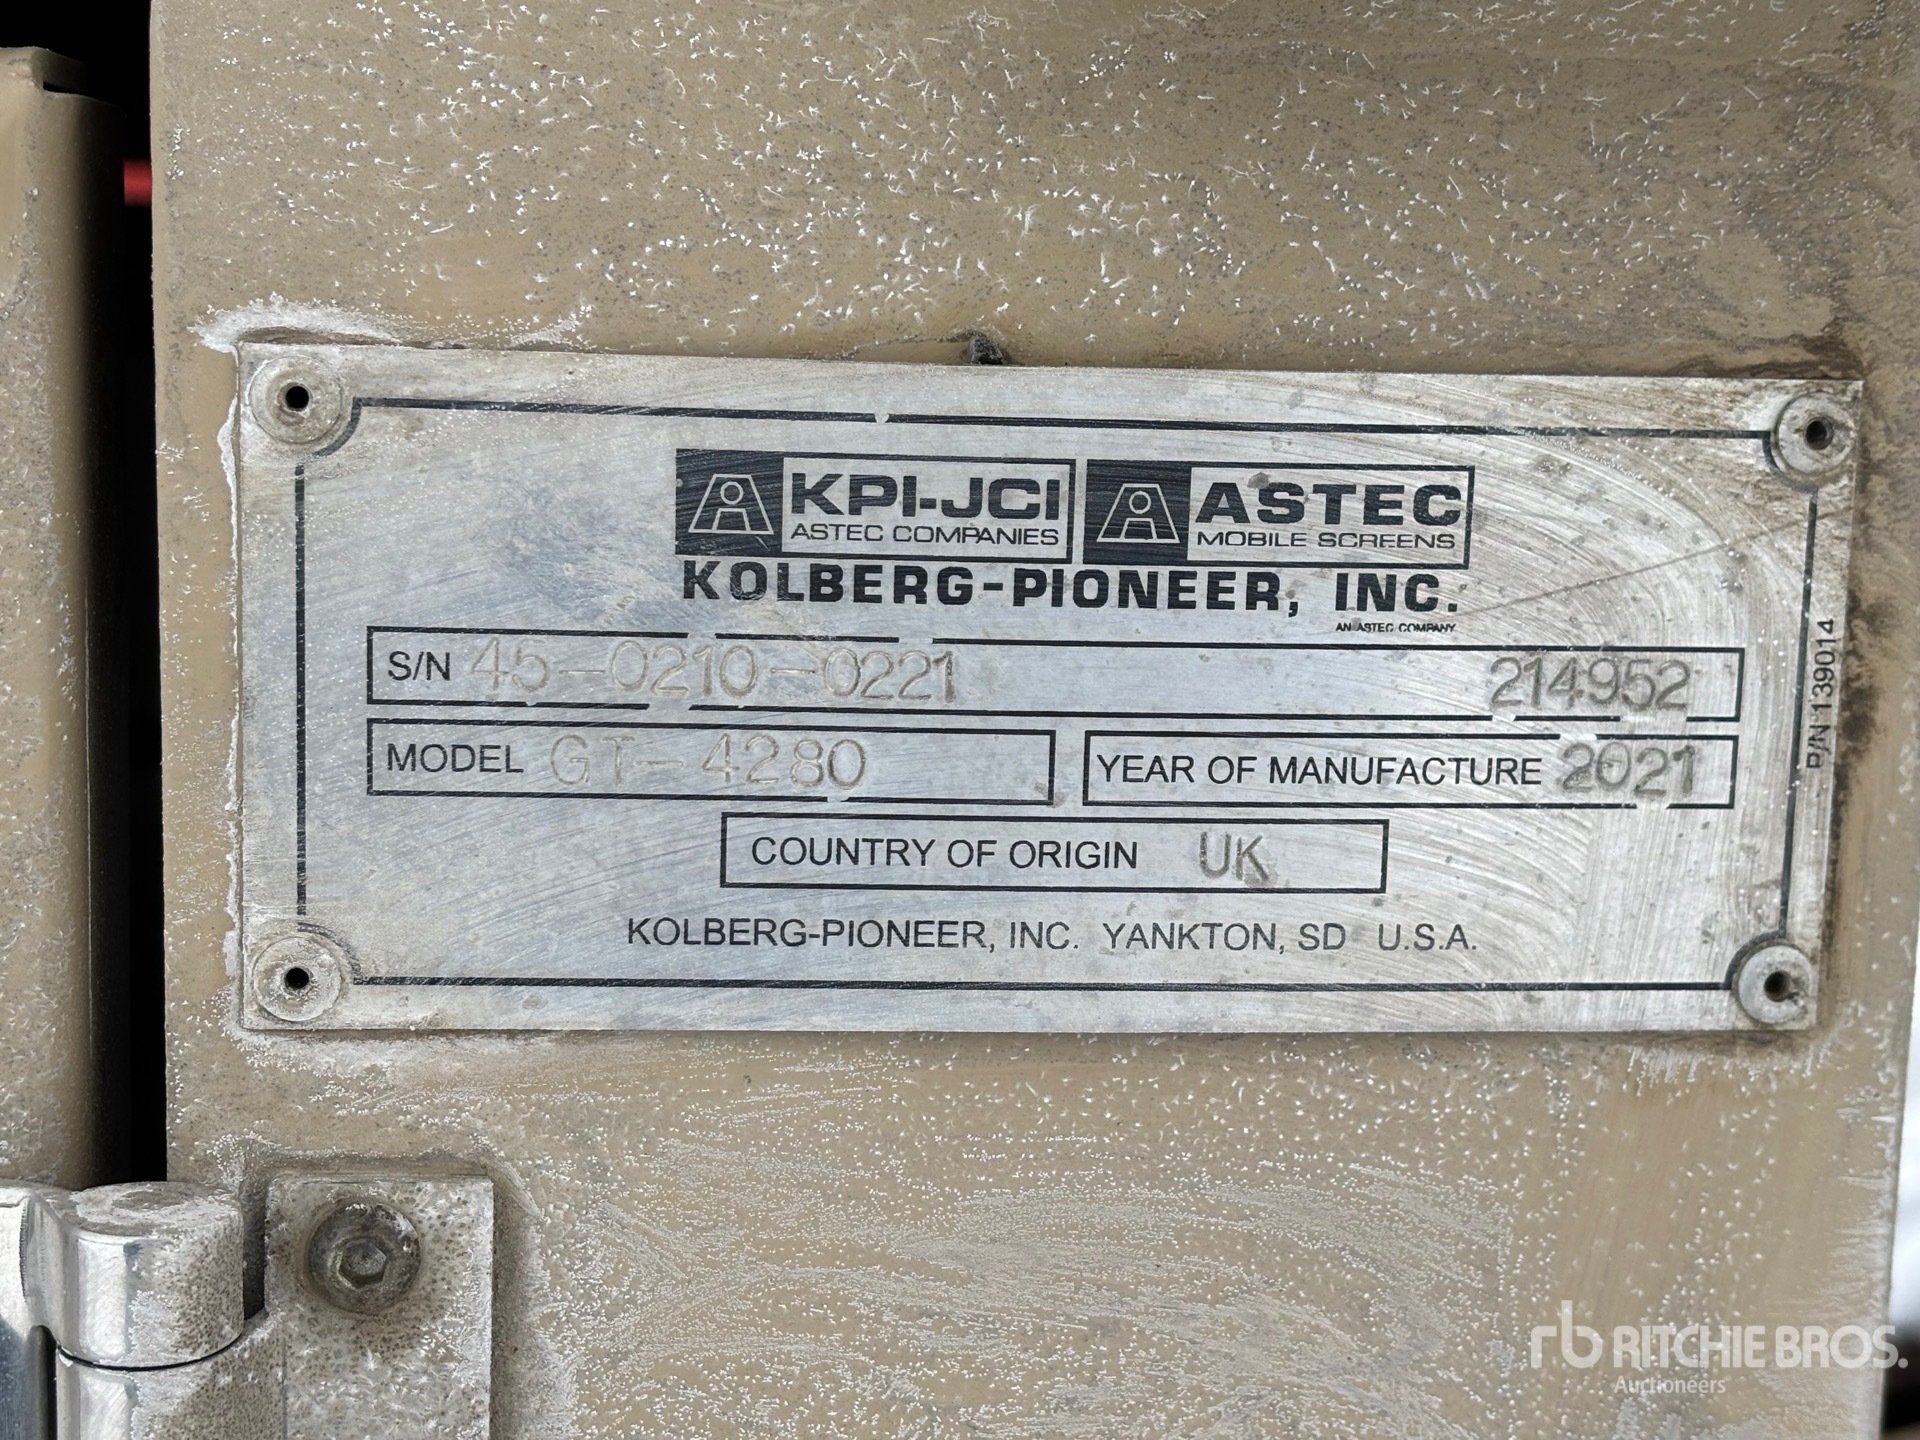 KPI-JCI
ASTEC COMPANIES
ASTEC
MOBILE SCREENS
KOLBERG-PIONEER, INC.
AN ASTEC COMPANY
S/N 45-0210-0221 214952
MODEL GT-4280
YEAR OF MANUFACTURE 2021
COUNTRY OF ORIGIN UK
KOLBERG-PIONEER, INC. YANKTON, SD U.S.A.
P/N 139014
rb RITCHIE BROS.
Auctioneers